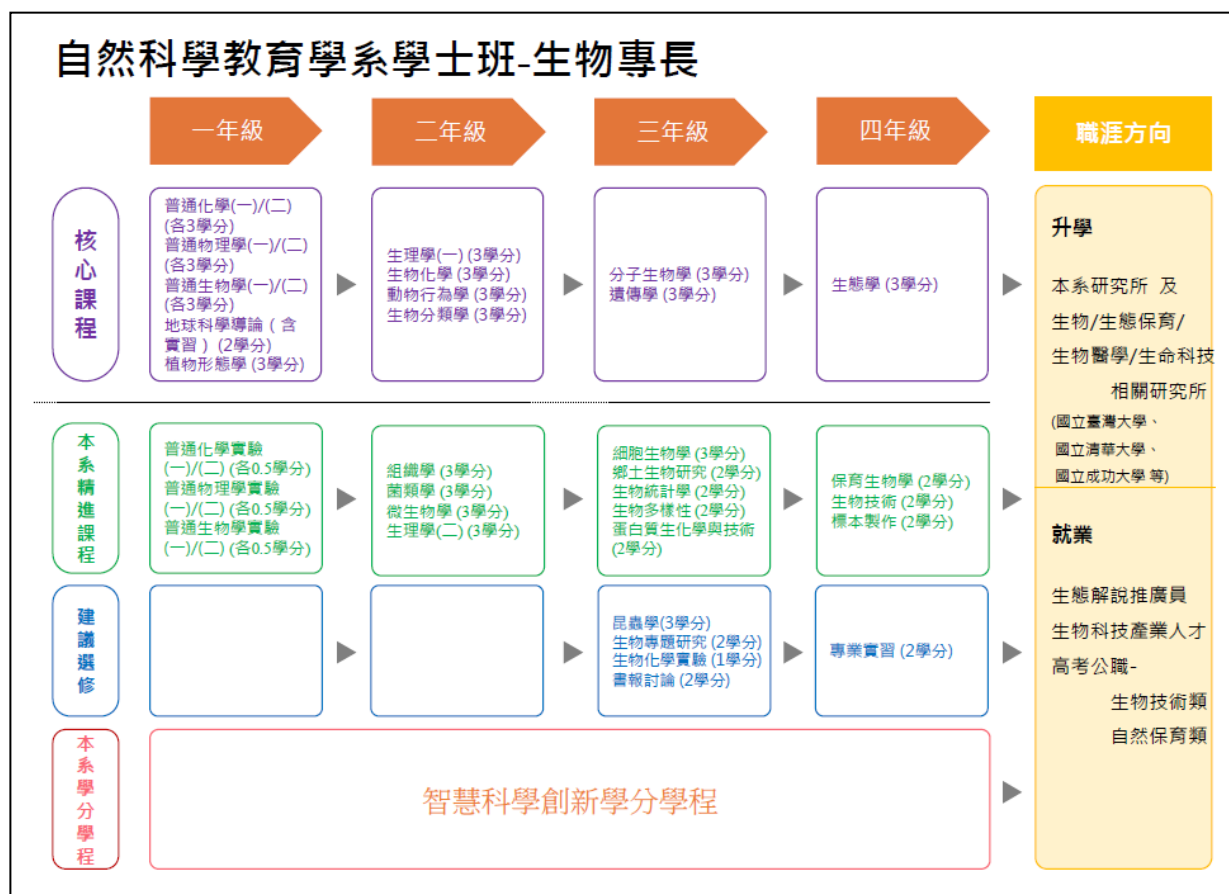 自然科學教育學系學士班-生物專長
一年級
二年級
三年級
四年級
職涯方向
核心課程
普通化學(一)/(二)
(各3學分)
普通物理學(一)/(二)
(各3學分)
普通生物學(一)/(二)
(各3學分)
地球科學導論（含
實習）(2學分)
植物形態學 (3學分)
生理學(一) (3學分)
生物化學 (3學分)
動物行為學 (3學分)
生物分類學 (3學分)
分子生物學 (3學分)
遺傳學 (3學分)
生態學 (3學分)
本系精進課程
普通化學實驗
(一)/(二) (各0.5學分)
普通物理學實驗
(一)/(二) (各0.5學分)
普通生物學實驗
(一)/(二) (各0.5學分)
組織學 (3學分)
菌類學 (3學分)
微生物學 (3學分)
生理學(二) (3學分)
細胞生物學 (3學分)
鄉土生物研究 (2學分)
生物統計學 (2學分)
生物多樣性 (2學分)
蛋白質生化學與技術
(2學分)
保育生物學 (2學分)
生物技術 (2學分)
標本製作 (2學分)
建議選修
昆蟲學(3學分)
生物專題研究 (2學分)
生物化學實驗 (1學分)
書報討論 (2學分)
專業實習 (2學分)
本系學分學程
智慧科學創新學分學程
升學
本系研究所 及
生物/生態保育/
生物醫學/生命科技
相關研究所
(國立臺灣大學、
國立清華大學、
國立成功大學 等)
就業
生態解說推廣員
生物科技產業人才
高考公職-
生物技術類
自然保育類